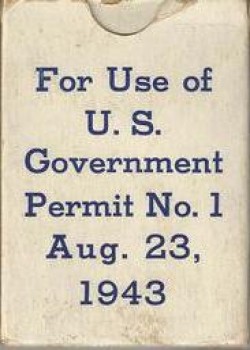 For Use of
U. S.
Government
Permit No. 1
Aug. 23,
1943